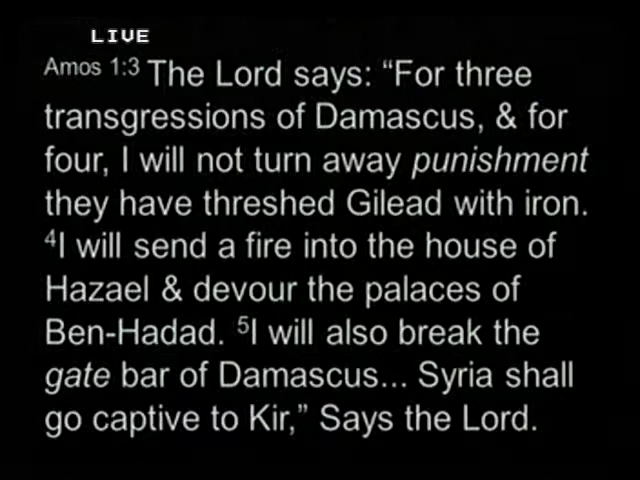 LIVE
Amos 1:3 The Lord says: “For three
transgressions of Damascus, & for
four, I will not turn away punishment
they have threshed Gilead with iron.
4I will send a fire into the house of
Hazael & devour the palaces of
Ben-Hadad. 5I will also break the
gate bar of Damascus... Syria shall
go captive to Kir,” Says the Lord.